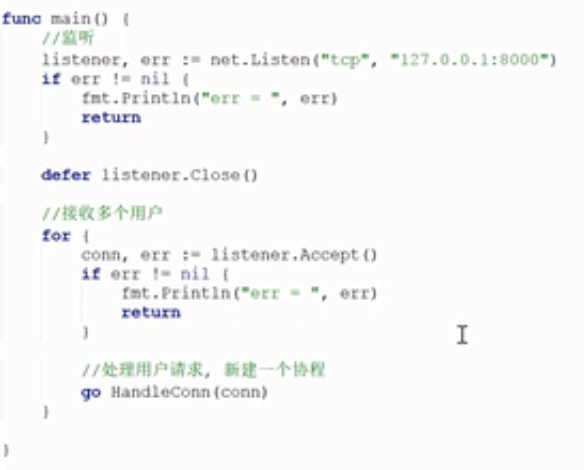 func main() {
//监听
listener, err := net.Listen("tcp", "127.0.0.1:8000")
if err != nil {
fmt.Println("err = ", err)
return
}
defer listener.Close()
//接收多个用户
for {
conn, err := listener.Accept()
if err != nil {
fmt.Println("err = ", err)
return
}
//处理用户请求, 新建一个协程
go HandleConn(conn)
}
}